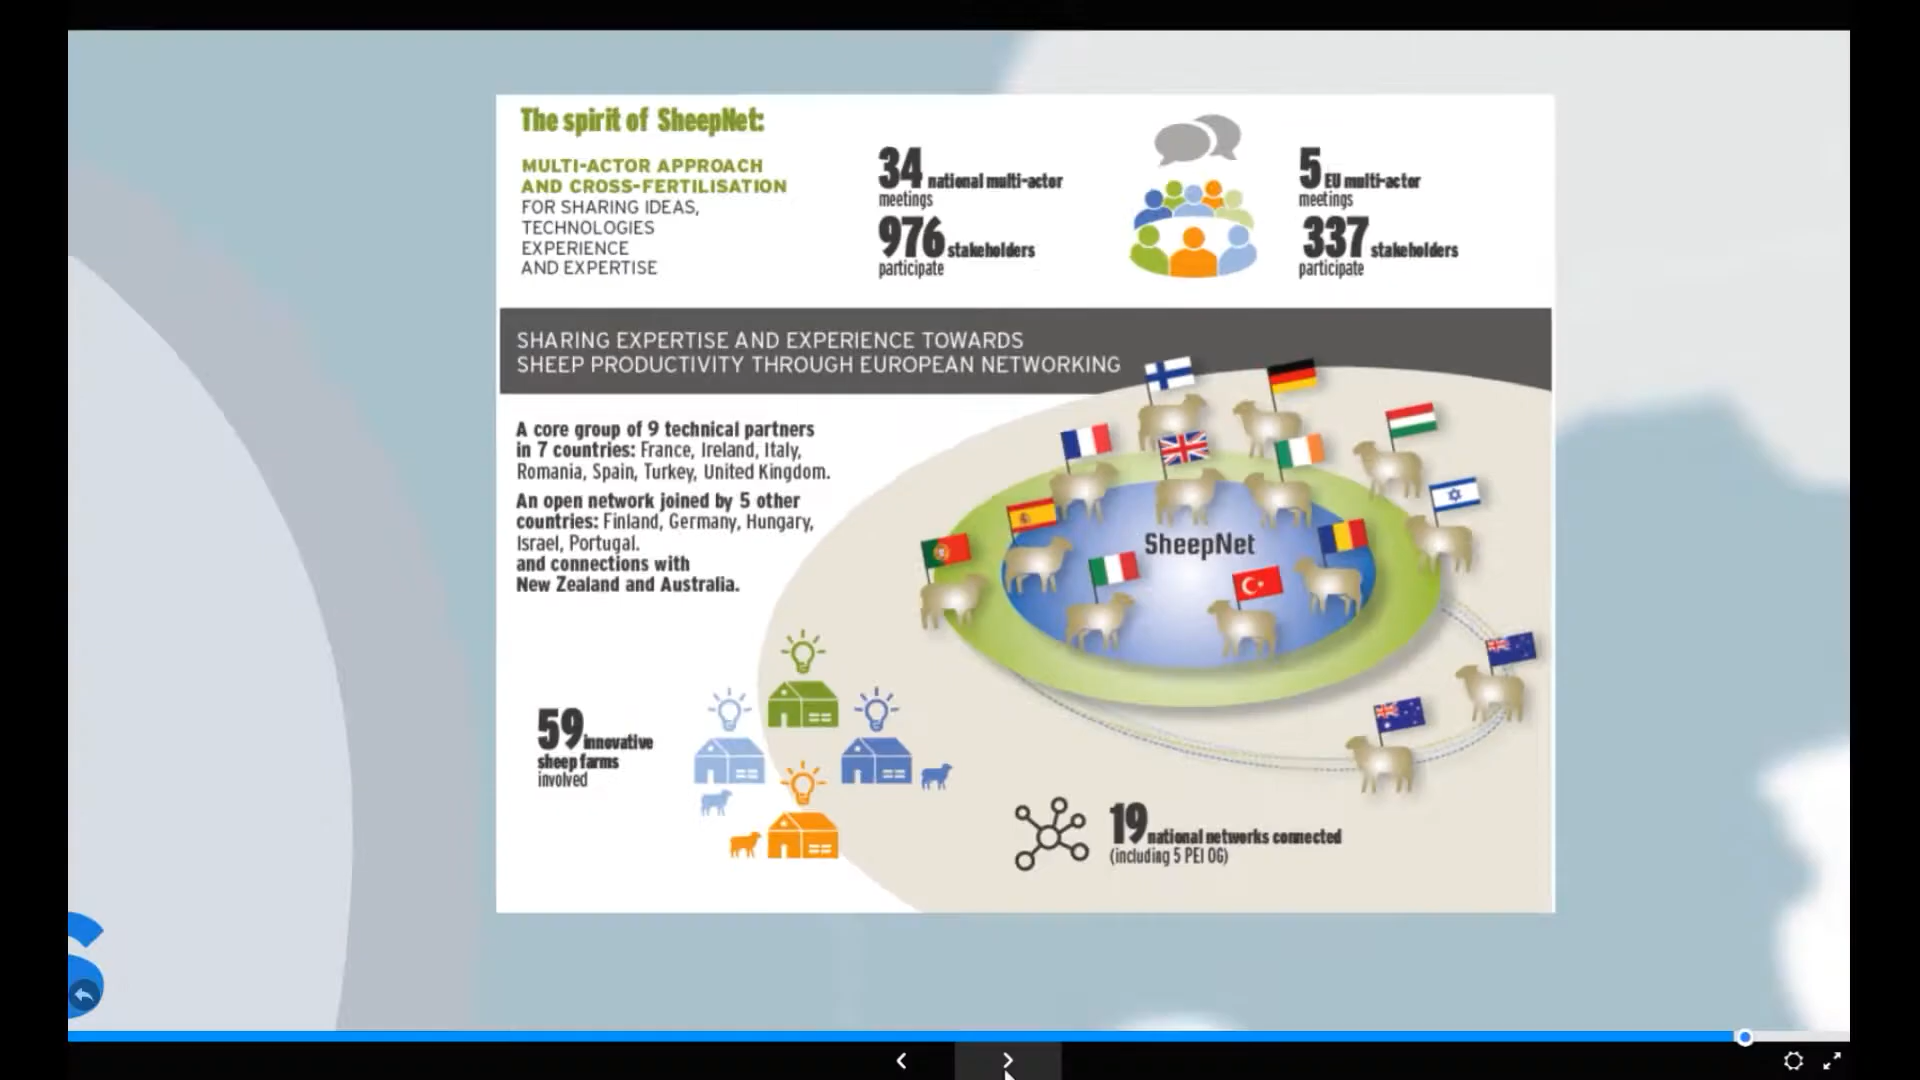 The spirit of SheepNet:
MULTI-ACTOR APPROACH
AND CROSS-FERTILISATION
FOR SHARING IDEAS,
TECHNOLOGIES
EXPERIENCE
AND EXPERTISE
34 national multi-actor
meetings
976 stakeholders
participate
5 EU multi-actor
meetings
337 stakeholders
participate
SHARING EXPERTISE AND EXPERIENCE TOWARDS
SHEEP PRODUCTIVITY THROUGH EUROPEAN NETWORKING
A core group of 9 technical partners
in 7 countries: France, Ireland, Italy,
Romania, Spain, Turkey, United Kingdom.
An open network joined by 5 other
countries: Finland, Germany, Hungary,
Israel, Portugal.
and connections with
New Zealand and Australia.
SheepNet
59 innovative
sheep farms
involved
19 national networks connected
(including 5 PEI OG)
S